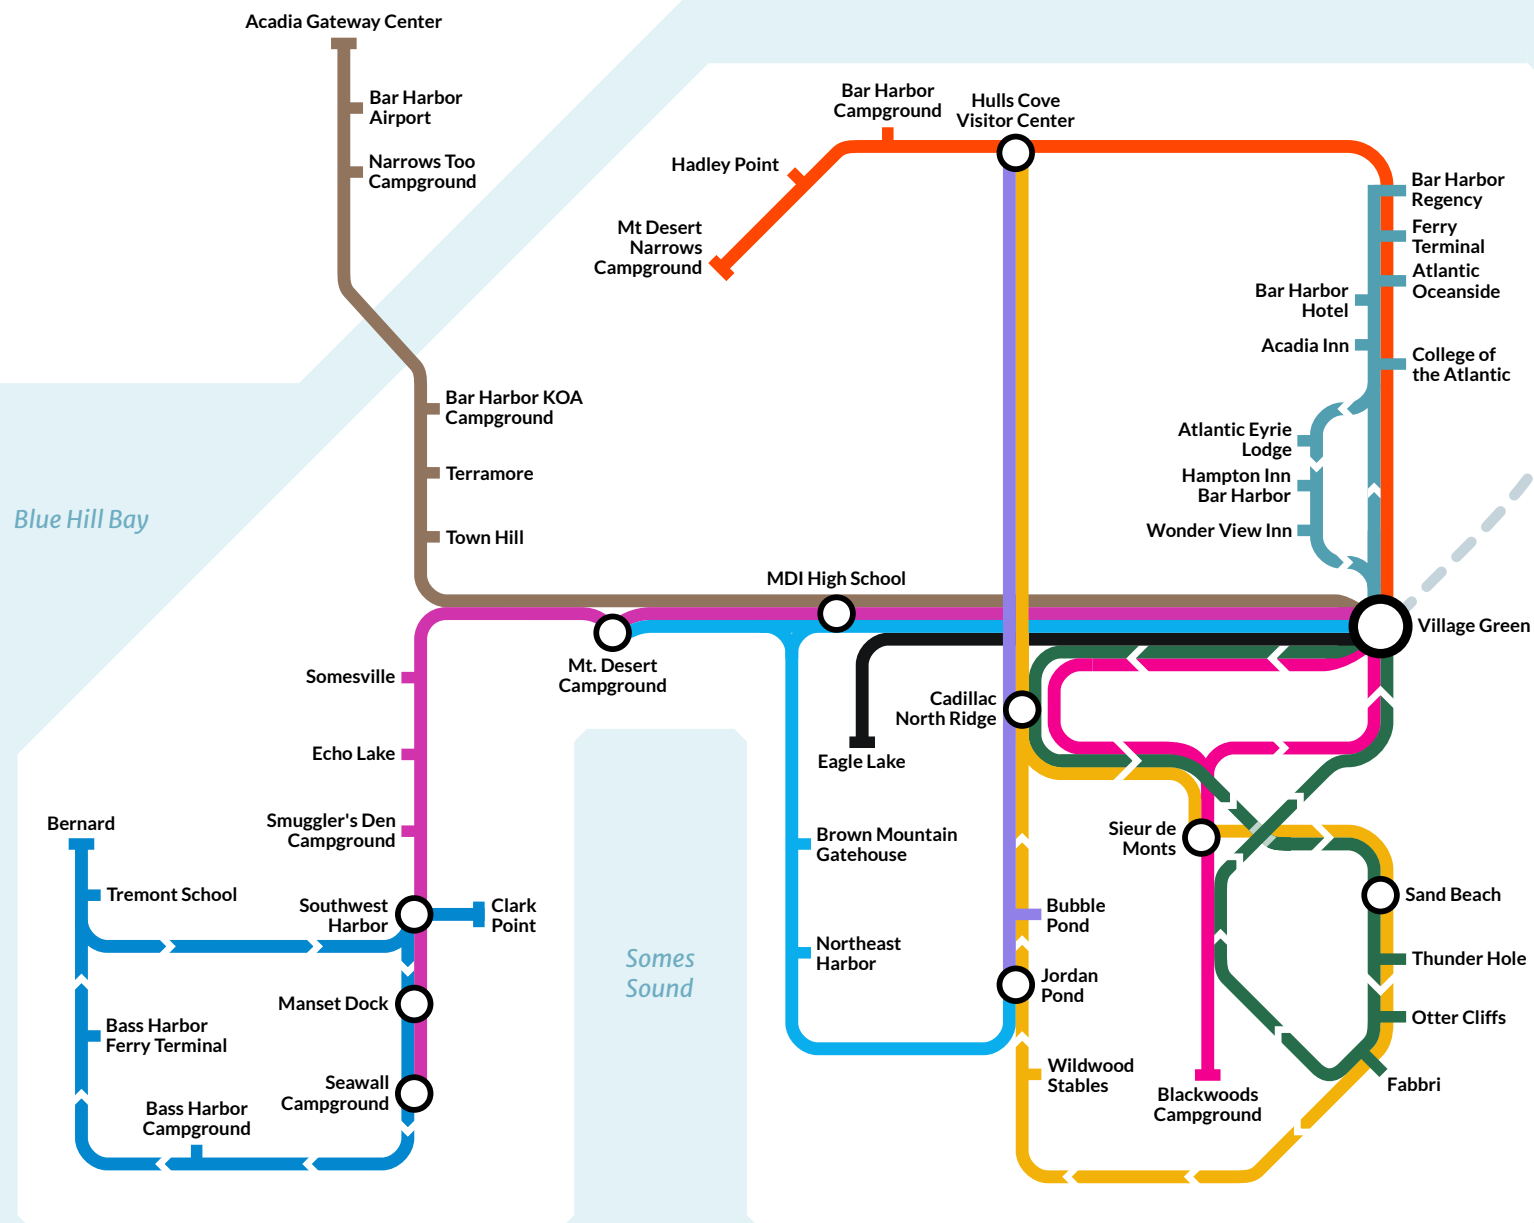 Acadia Gateway Center
Bar Harbor
Airport
Narrows Too
Campground
Bar Harbor
Campground
Hulls Cove
Visitor Center
Hadley Point
Mt Desert
Narrows
Campground
Bar Harbor
Regency
Ferry
Terminal
Atlantic
Oceanside
Bar Harbor
Hotel
Acadia Inn
College of
the Atlantic
Atlantic Eyrie
Lodge
Hampton Inn
Bar Harbor
Wonder View Inn
Bar Harbor KOA
Campground
Terramore
Town Hill
Blue Hill Bay
MDI High School
Village Green
Mt. Desert
Campground
Somesville
Echo Lake
Smuggler's Den
Campground
Cadillac
North Ridge
Eagle Lake
Bernard
Tremont School
Southwest
Harbor
Clark
Point
Brown Mountain
Gatehouse
Northeast
Harbor
Sieur de
Monts
Sand Beach
Bubble
Pond
Jordan
Pond
Thunder Hole
Otter Cliffs
Fabbri
Somes
Sound
Manset Dock
Bass Harbor
Ferry Terminal
Seawall
Campground
Bass Harbor
Campground
Wildwood
Stables
Blackwoods
Campground